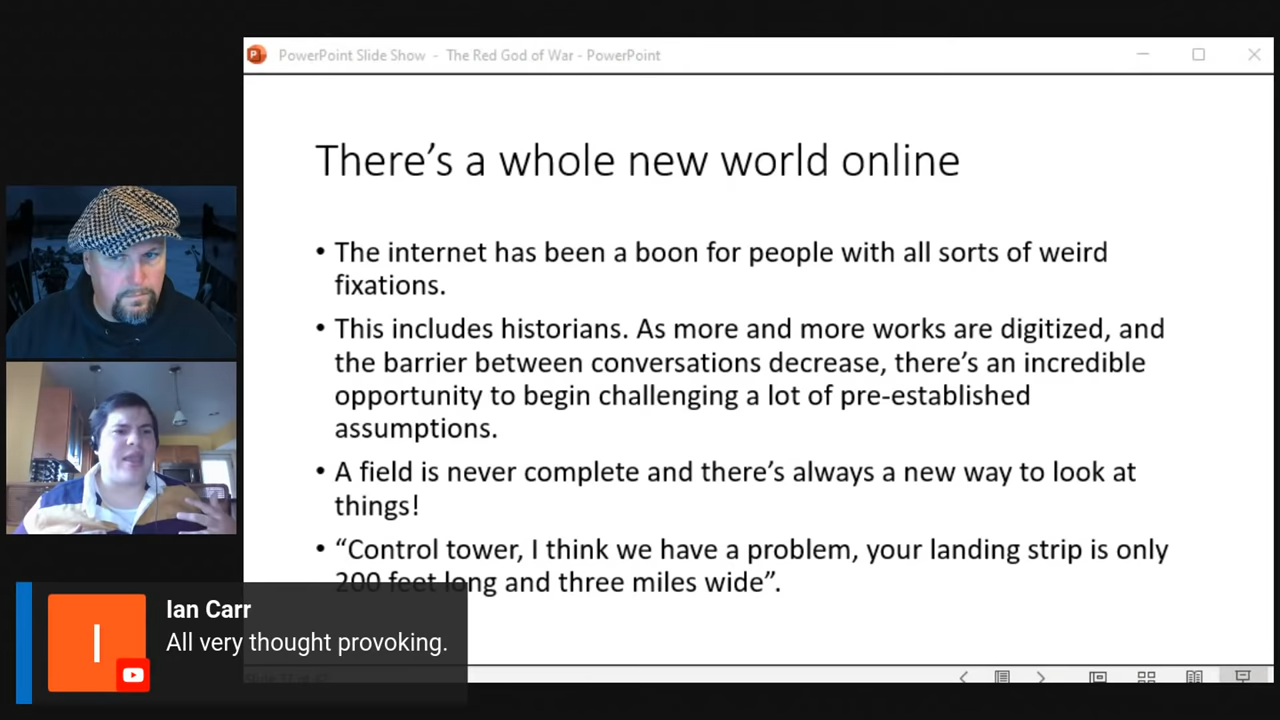 PowerPoint Slide Show - The Red God of War - PowerPoint
There's a whole new world online
• The internet has been a boon for people with all sorts of weird
fixations.
• This includes historians. As more and more works are digitized, and
the barrier between conversations decrease, there's an incredible
opportunity to begin challenging a lot of pre-established
assumptions.
• A field is never complete and there's always a new way to look at
things!
• “Control tower, I think we have a problem, your landing strip is only
200 feet long and three miles wide”.
I
Ian Carr
All very thought provoking.